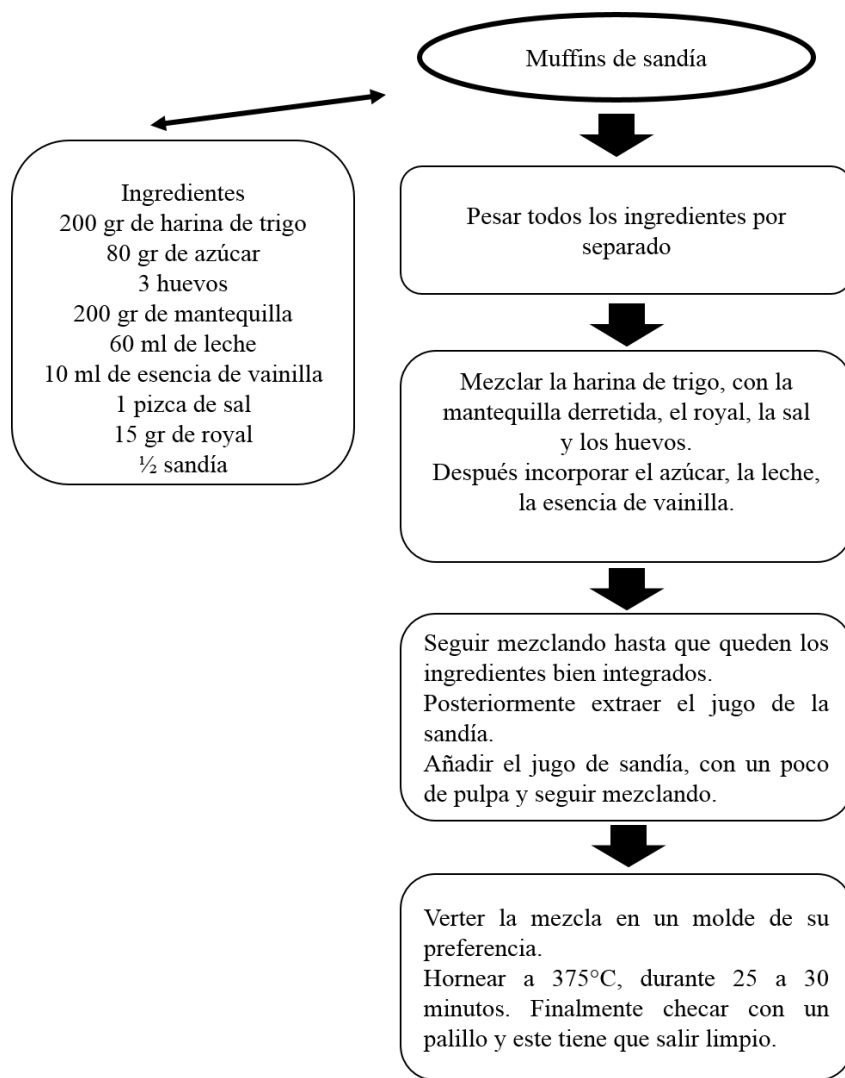 Muffins de sandía
Ingredientes
200 gr de harina de trigo
80 gr de azúcar
3 huevos
200 gr de mantequilla
60 ml de leche
10 ml de esencia de vainilla
1 pizca de sal
15 gr de royal
½ sandía
Pesar todos los ingredientes por
separado
Mezclar la harina de trigo, con la
mantequilla derretida, el royal, la sal
y los huevos.
Después incorporar el azúcar, la leche,
la esencia de vainilla.
Seguir mezclando hasta que queden los
ingredientes bien integrados.
Posteriormente extraer el jugo de la
sandía.
Añadir el jugo de sandía, con un poco
de pulpa y seguir mezclando.
Verter la mezcla en un molde de su
preferencia.
Hornear a 375°C, durante 25 a 30
minutos. Finalmente checar con un
palillo y este tiene que salir limpio.